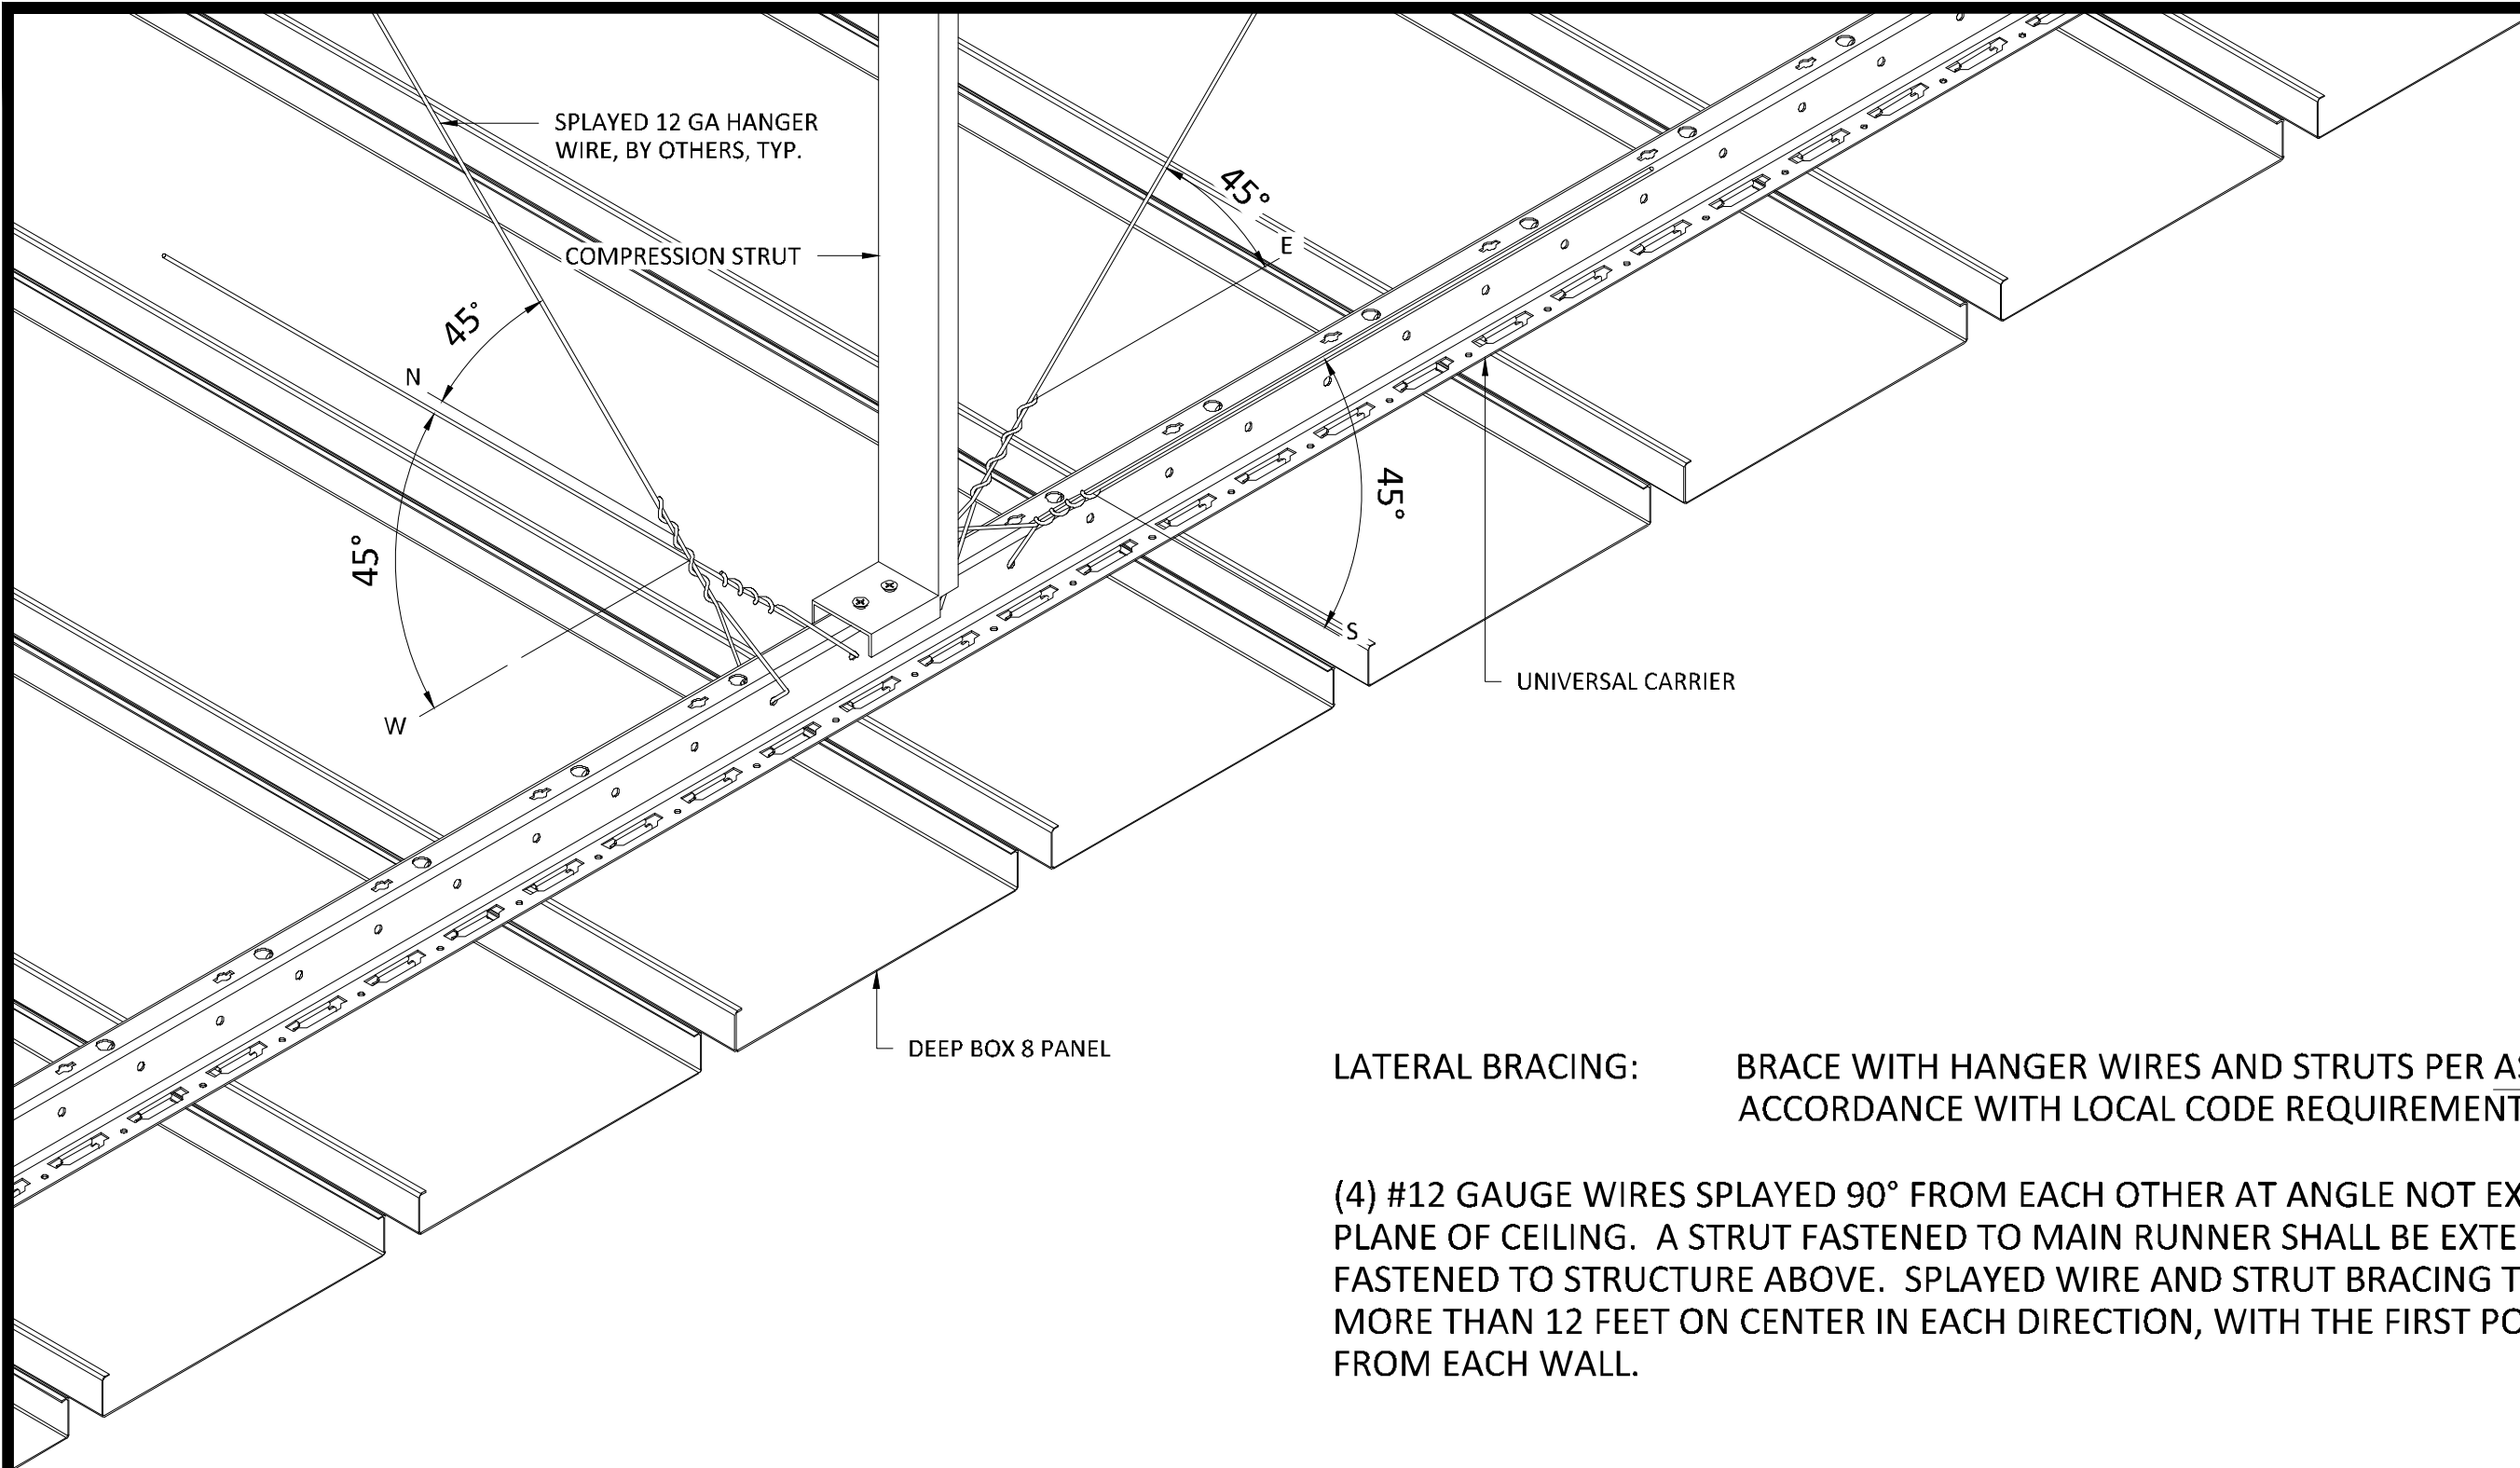 SPLAYED 12 GA HANGER
WIRE, BY OTHERS, TYP.
45°
E
COMPRESSION STRUT
45°
N
45°
45°
S
W
UNIVERSAL CARRIER
DEEP BOX 8 PANEL
LATERAL BRACING: BRACE WITH HANGER WIRES AND STRUTS PER
ACCORDANCE WITH LOCAL CODE REQUIREMENT
(4) #12 GAUGE WIRES SPLAYED 90° FROM EACH OTHER AT ANGLE NOT
PLANE OF CEILING. A STRUT FASTENED TO MAIN RUNNER SHALL BE
FASTENED TO STRUCTURE ABOVE. SPLAYED WIRE AND STRUT BRACING
MORE THAN 12 FEET ON CENTER IN EACH DIRECTION, WITH THE FIRST
FROM EACH WALL.